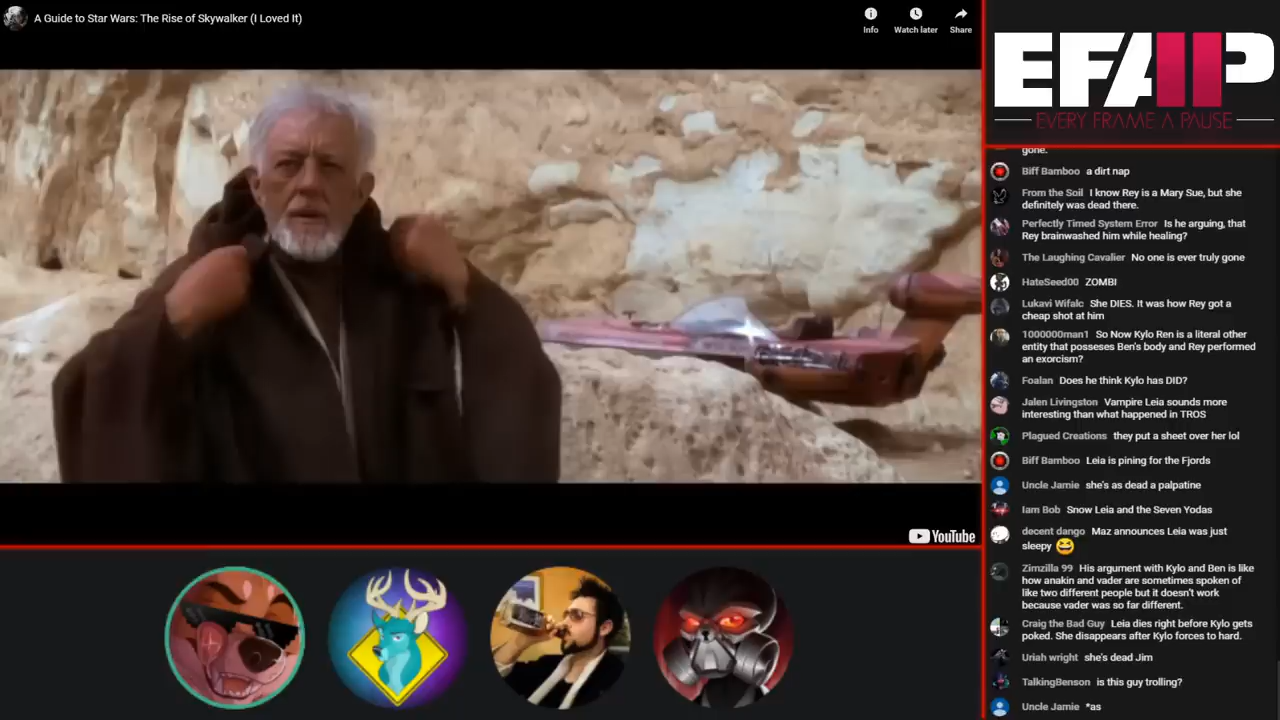 A Guide to Star Wars: The Rise of Skywalker (I Loved It)
Info
Watch later
Share
YouTube
EFAP
EVERY FRAME A PAUSE
gone.
Biff Bamboo a dirt nap
From the Soil I know Rey is a Mary Sue, but she
definitely was dead there.
Perfectly Timed System Error Is he arguing, that
Rey brainwashed him while healing?
The Laughing Cavalier No one is ever truly gone
HateSeed00 ZOMBI
Lukavi Wifalc She DIES. It was how Rey got a
cheap shot at him
1000000man1 So Now Kylo Ren is a literal other
entity that posseses Ben's body and Rey performed
an exorcism?
Foalan Does he think Kylo has DID?
Jalen Livingston Vampire Leia sounds more
interesting than what happened in TROS
Plagued Creations they put a sheet over her lol
Biff Bamboo Leia is pining for the Fjords
Uncle Jamie she's as dead a palpatine
Iam Bob Snow Leia and the Seven Yodas
decent dango Maz announces Leia was just
sleepy 😆
Zimzilla 99 His argument with Kylo and Ben is like
how anakin and vader are sometimes spoken of
like two different people but it doesn't work
because vader was so far different.
Craig the Bad Guy Leia dies right before Kylo gets
poked. She disappears after Kylo forces to hard.
Uriah wright she's dead Jim
TalkingBenson is this guy trolling?
Uncle Jamie *as